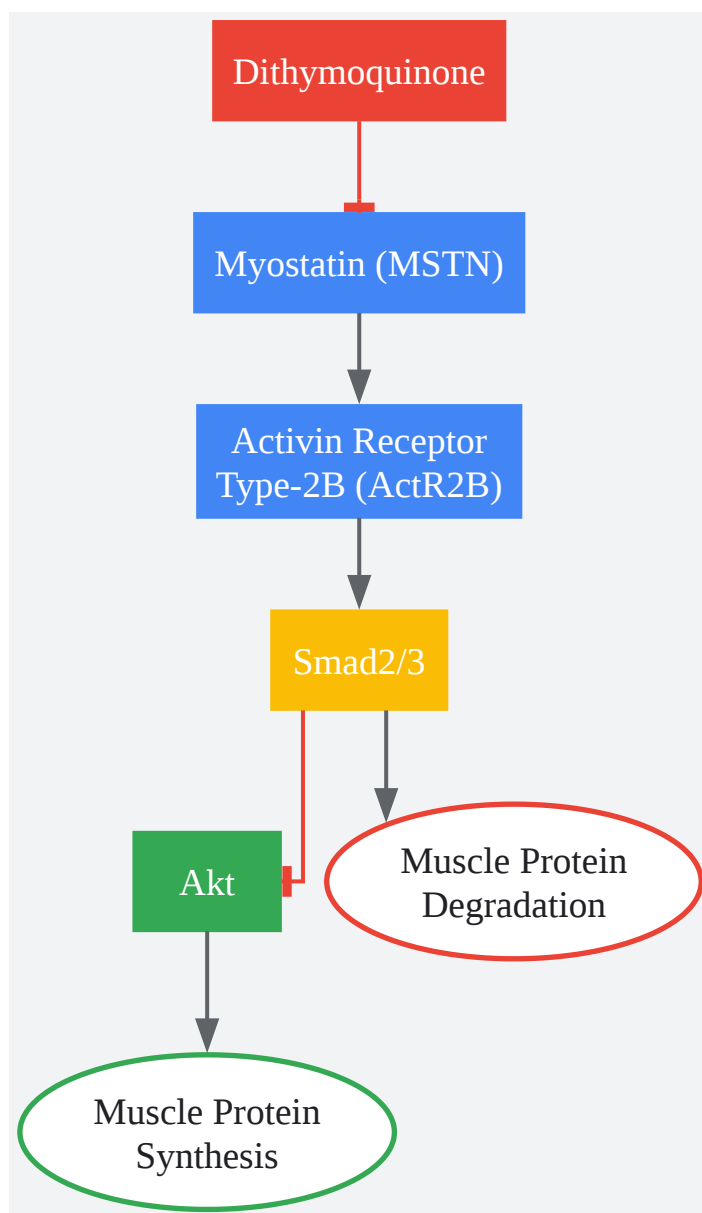 Dithymoquinone
Myostatin (MSTN)
Activin Receptor
Type-2B (ActR2B)
Smad2/3
Akt
Muscle Protein
Degradation
Muscle Protein
Synthesis